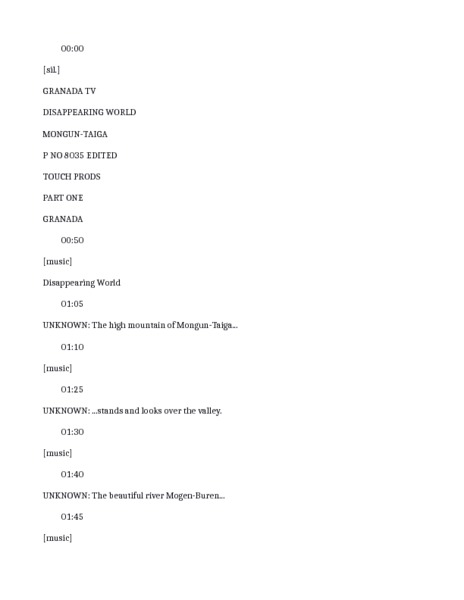 00:00
[sil.]
GRANADA TV
DISAPPEARING WORLD
MONGUN-TAIGA
P NO 8035 EDITED
TOUCH PRODS
PART ONE
GRANADA
00:50
[music]
Disappearing World
01:05
UNKNOWN: The high mountain of Mongun-Taiga...
01:10
[music]
01:25
UNKNOWN: ...stands and looks over the valley.
01:30
[music]
01:40
UNKNOWN: The beautiful river Mogen-Buren...
01:45
[music]